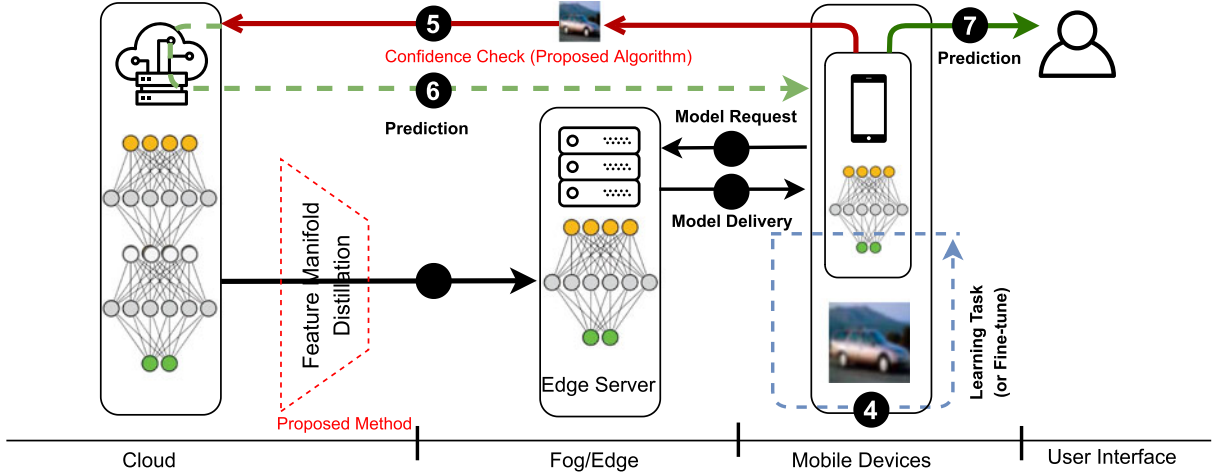 5
7
Confidence Check (Proposed Algorithm)
Prediction
6
Prediction
Model Request
Model Delivery
Feature Manifold
Distillation
Learning Task
(or Fine-tune)
Edge Server
4
Proposed Method
Cloud
Fog/Edge
Mobile Devices
User Interface